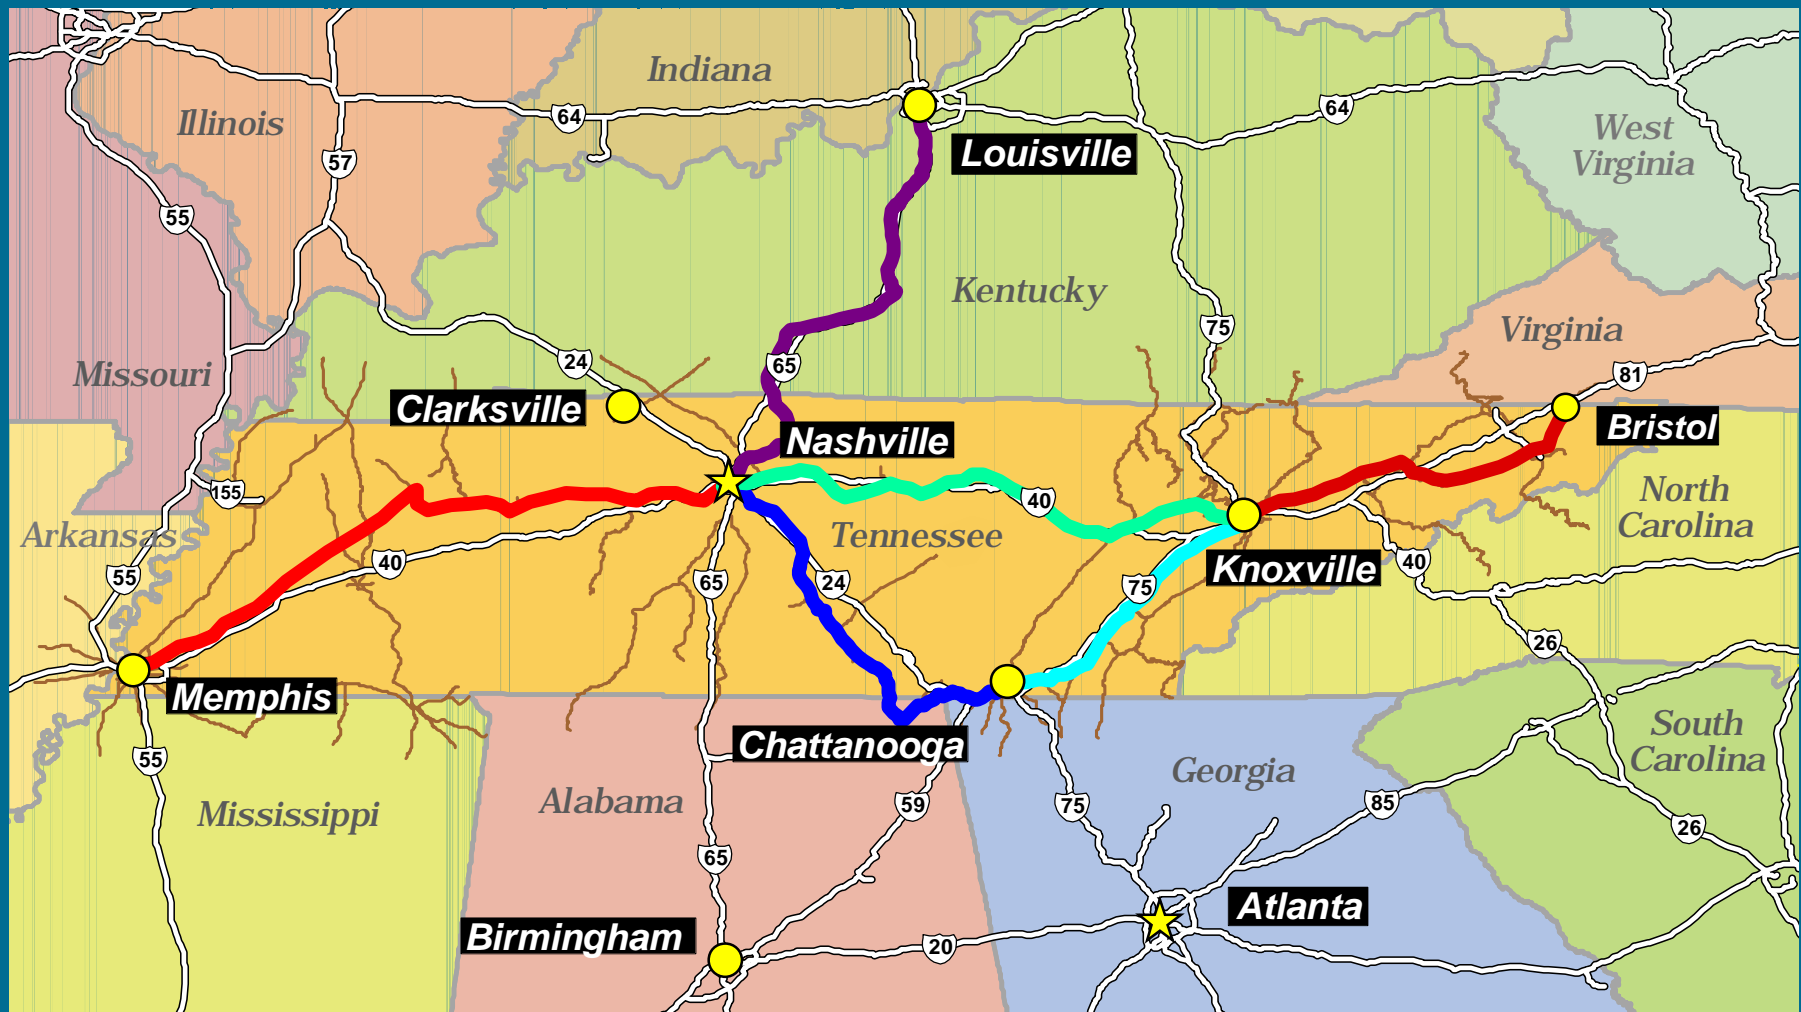 Indiana
Illinois
64
64
West
Virginia
57
Louisville
55
Kentucky
75
Virginia
Missouri
24
65
81
Clarksville
Nashville
Bristol
155
40
North
Carolina
Arkansas
Tennessee
55
40
65
24
75
Knoxville
40
26
Memphis
Chattanooga
South
Carolina
55
Georgia
Alabama
59
75
85
Mississippi
26
65
Atlanta
Birmingham
20